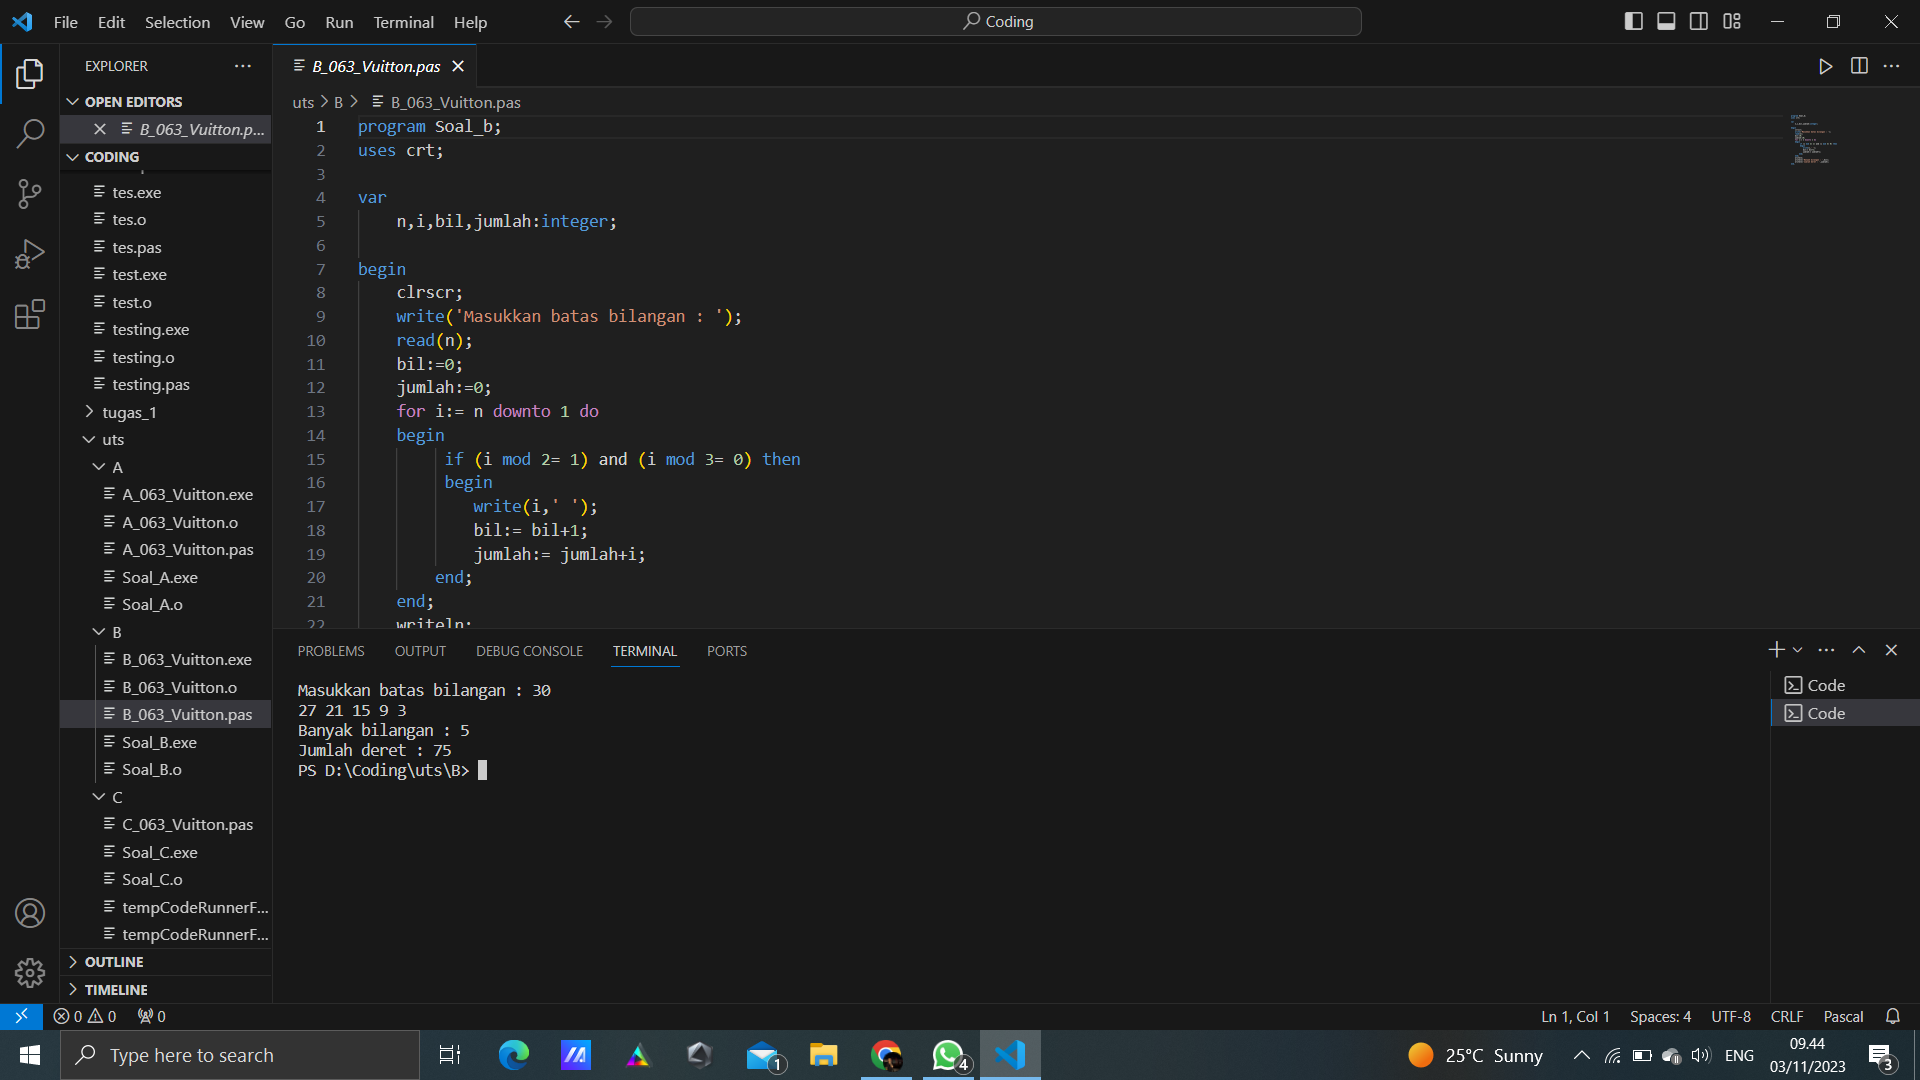 File Edit Selection View Go Run Terminal Help
Coding
EXPLORER
OPEN EDITORS
B_063_Vuitton.p...
CODING
tes.exe
tes.o
tes.pas
test.exe
test.o
testing.exe
testing.o
testing.pas
tugas_1
uts
A
A_063_Vuitton.exe
A_063_Vuitton.o
A_063_Vuitton.pas
Soal_A.exe
Soal_A.o
B
B_063_Vuitton.exe
B_063_Vuitton.o
B_063_Vuitton.pas
Soal_B.exe
Soal_B.o
C
C_063_Vuitton.pas
Soal_C.exe
Soal_C.o
tempCodeRunnerF...
tempCodeRunnerF...
OUTLINE
TIMELINE
B_063_Vuitton.pas
uts > B > B_063_Vuitton.pas
1 program Soal_b;
2 uses crt;
3
4 var
5 n,i,bil,jumlah:integer;
6
7 begin
8 clrscr;
9 write('Masukkan batas bilangan : ');
10 read(n);
11 bil:=0;
12 jumlah:=0;
13 for i:= n downto 1 do
14 begin
15 if (i mod 2= 1) and (i mod 3= 0) then
16 begin
17 write(i,' ');
18 bil:= bil+1;
19 jumlah:= jumlah+i;
20 end;
21 end;
22 writeln;
PROBLEMS OUTPUT DEBUG CONSOLE TERMINAL PORTS
Masukkan batas bilangan : 30
27 21 15 9 3
Banyak bilangan : 5
Jumlah deret : 75
PS D:\Coding\uts\B>
Code
Code
0 0 0
Ln 1, Col 1 Spaces: 4 UTF-8 CRLF Pascal
Type here to search
1
4
25°C Sunny
ENG
09.44
03/11/2023
3